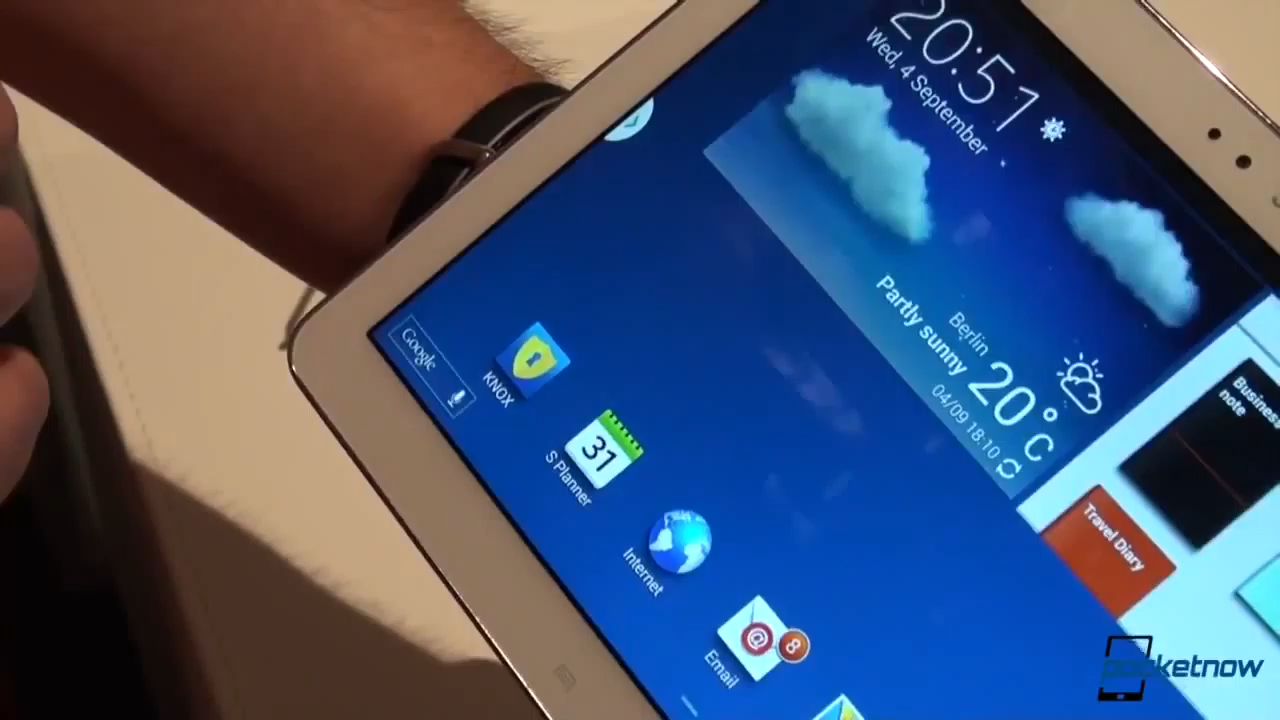 20:51
Wed, 4 September
Berlin
Partly sunny
20°C
04/09 18:10
Google
KNOX
31
S Planner
Internet
@
8
Email
Business
note
Travel Diary
pocketnow